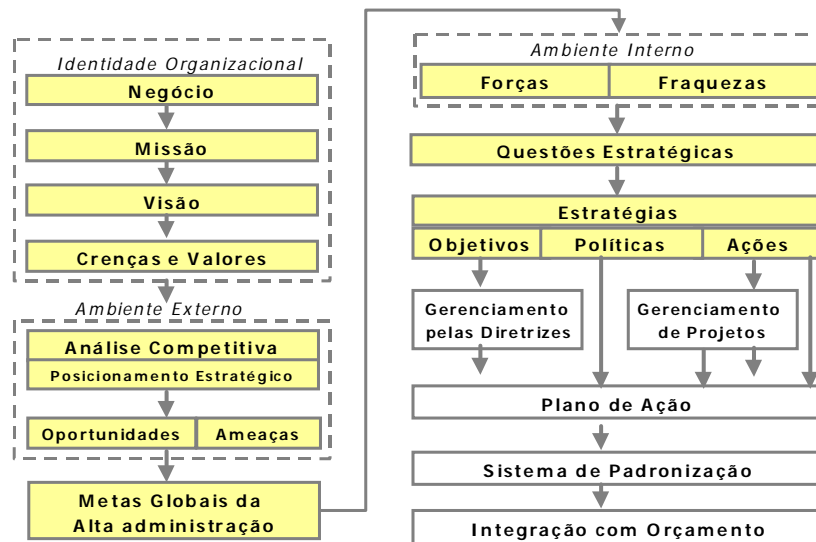 Identidade Organizacional
Negócio
Missão
Visão
Crenças e Valores
Ambiente Externo
Análise Competitiva
Posicionamento Estratégico
Oportunidades
Ameaças
Metas Globais da
Alta administração
Ambiente Interno
Forças
Fraquezas
Questões Estratégicas
Estratégias
Objetivos
Políticas
Ações
Gerenciamento
pelas Diretrizes
Gerenciamento
de Projetos
Plano de Ação
Sistema de Padronização
Integração com Orçamento